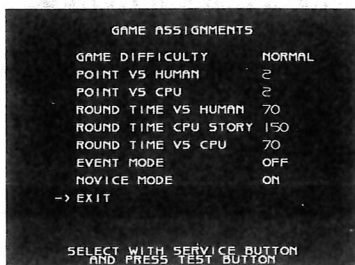 GAME ASSIGNMENTS
GAME DIFFICULTY NORMAL
POINT VS HUMAN 2
POINT VS CPU 2
ROUND TIME VS HUMAN 70
ROUND TIME CPU STORY 150
ROUND TIME VS CPU 70
EVENT MODE OFF
NOVICE MODE ON
-> EXIT
SELECT WITH SERVICE BUTTON
AND PRESS TEST BUTTON